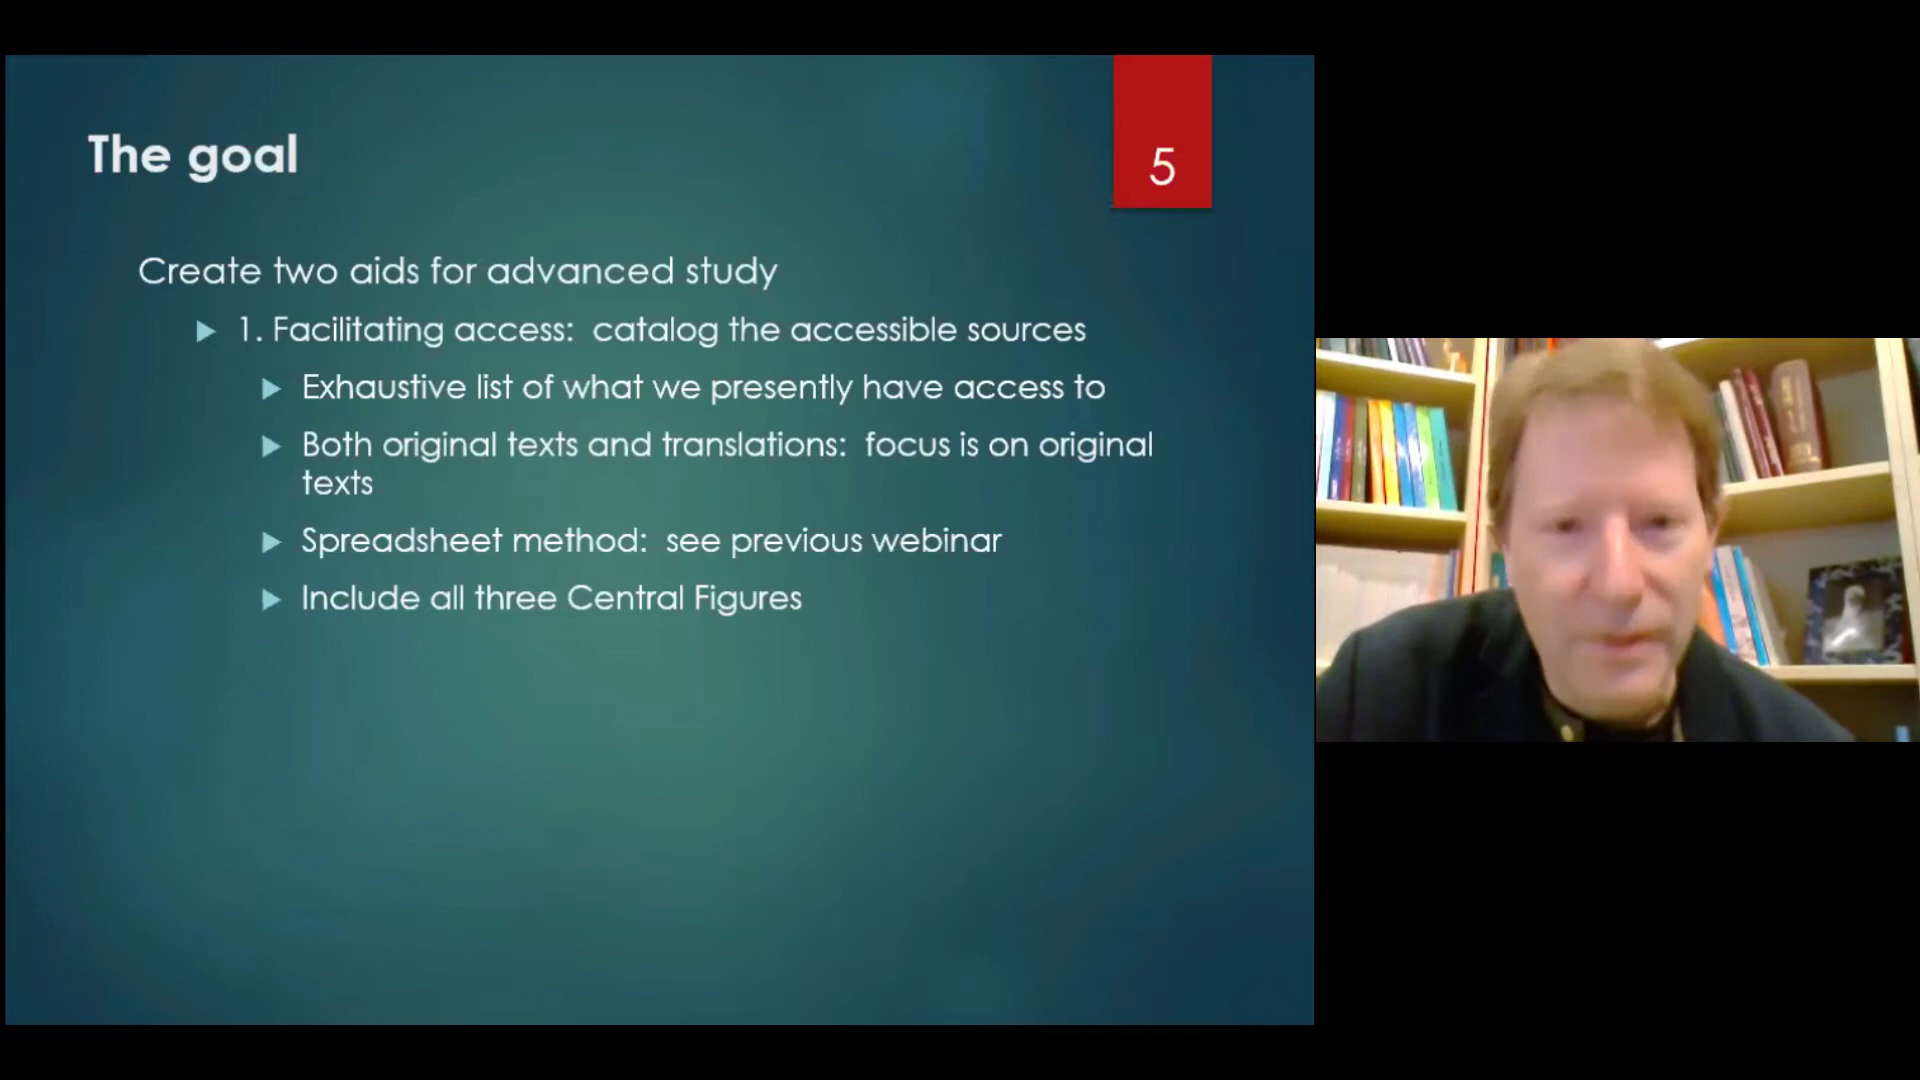 The goal
5
Create two aids for advanced study
1. Facilitating access: catalog the accessible sources
Exhaustive list of what we presently have access to
Both original texts and translations: focus is on original
texts
Spreadsheet method: see previous webinar
Include all three Central Figures